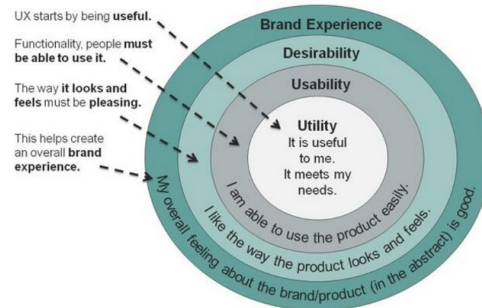 UX starts by being useful.
Functionality, people must
be able to use it.
The way it looks and
feels must be pleasing.
This helps create
an overall brand
experience.
Brand Experience
Desirability
Usability
Utility
It is useful
to me.
It meets my
needs.
I am able to use the product easily.
I like the way the product looks and feels.
My overall feeling about the brand/product (in the abstract) is good.